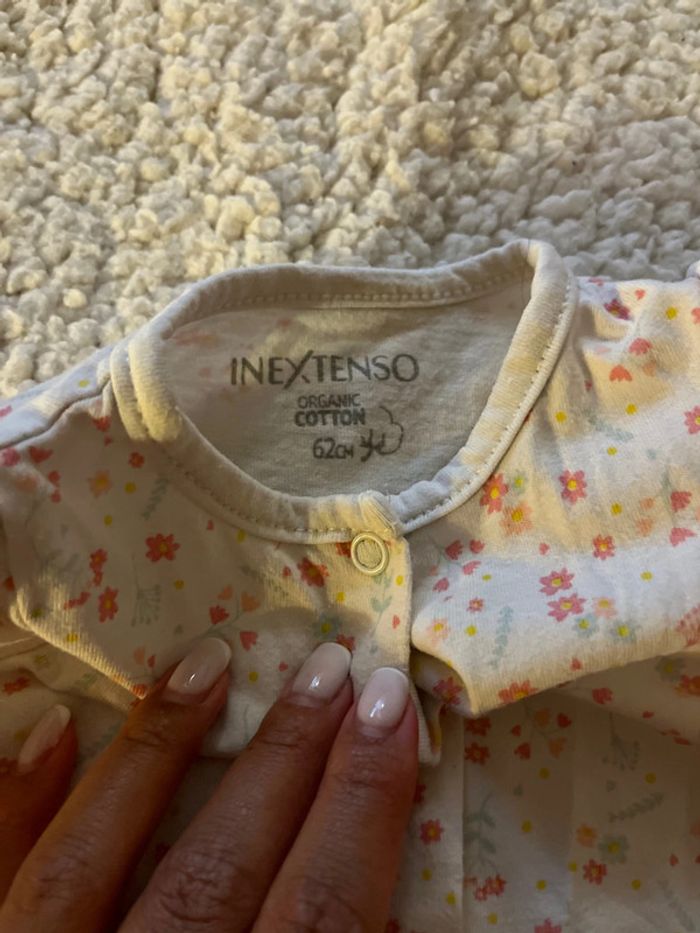 INEXTENSO
ORGANIC
COTTON
62CM